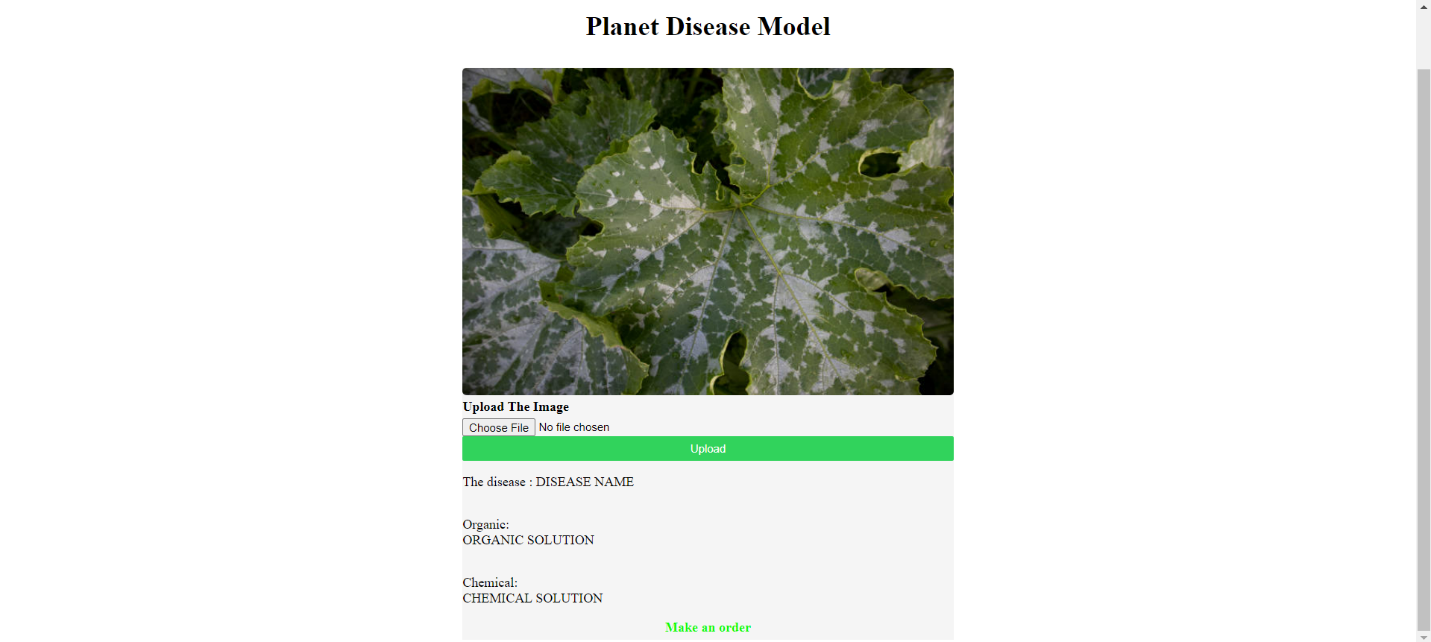 Planet Disease Model
Upload The Image
Choose File No file chosen
Upload
The disease : DISEASE NAME
Organic:
ORGANIC SOLUTION
Chemical:
CHEMICAL SOLUTION
Make an order